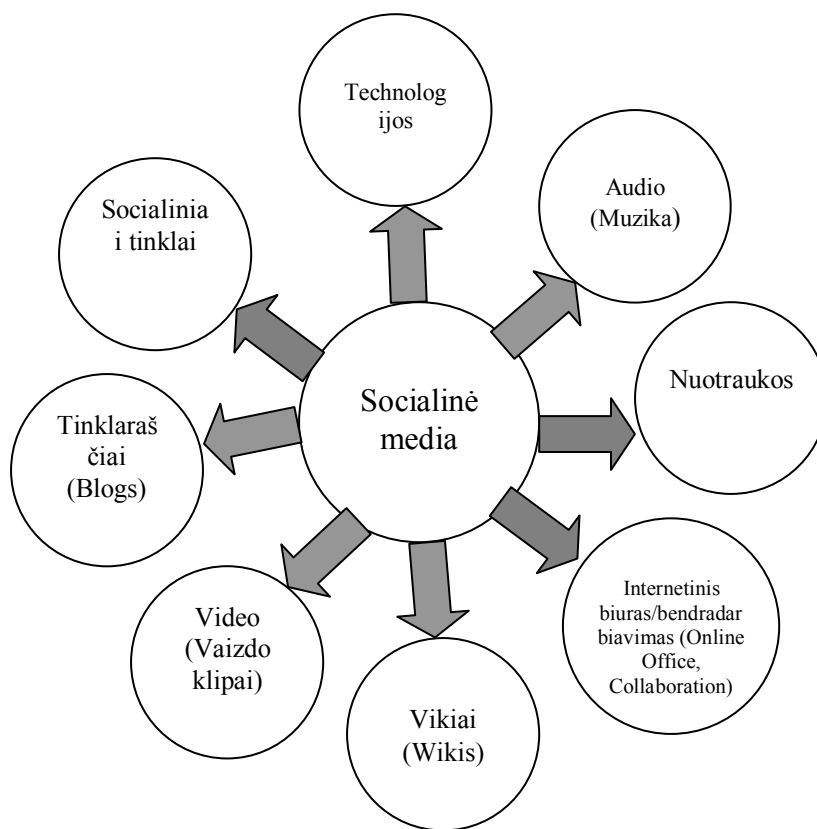 Technolog
ijos
Audio
(Muzika)
Socialinia
i tinklai
Nuotraukos
Socialinė
media
Tinklaraš
čiai
(Blogs)
Internetinis
biuras/bendradar
biavimas (Online
Office,
Collaboration)
Video
(Vaizdo
klipai)
Vikiai
(Wikis)